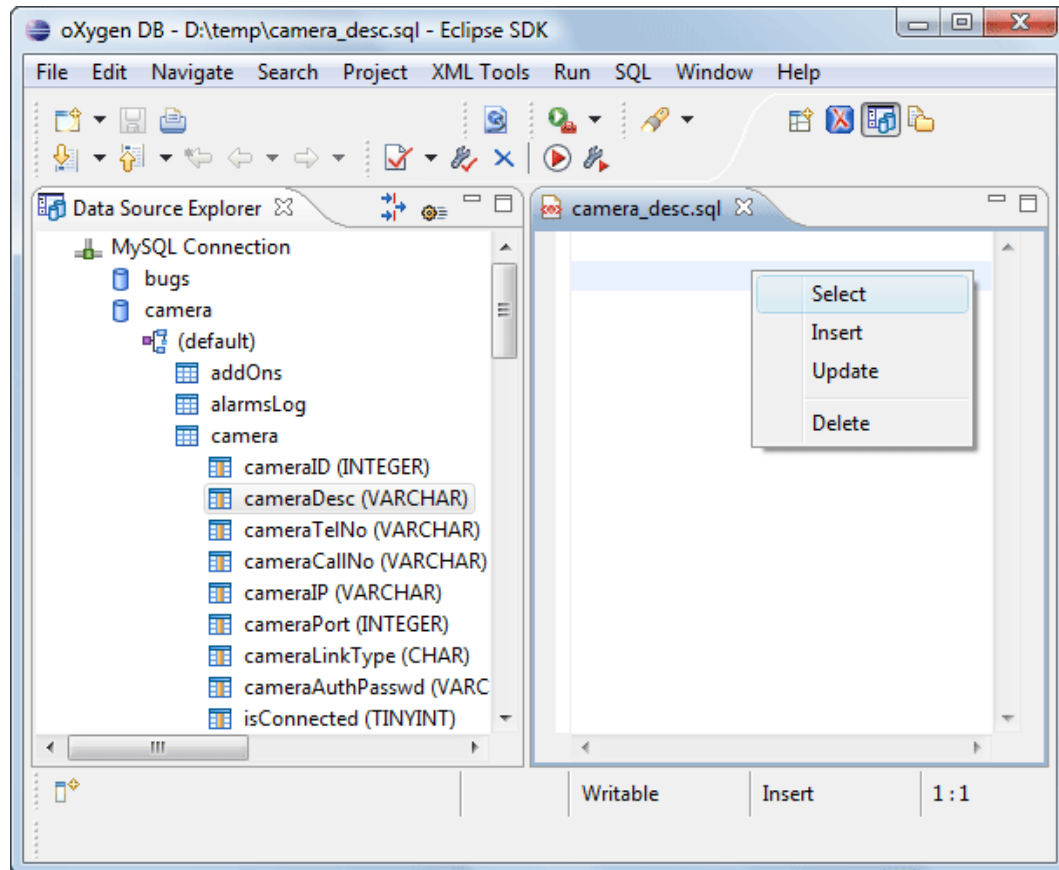 oXygen DB - D:\temp\camera_desc.sql - Eclipse SDK
File Edit Navigate Search Project XML Tools Run SQL Window Help
Data Source Explorer
camera_desc.sql
MySQL Connection
bugs
camera
(default)
addOns
alarmsLog
camera
cameraID (INTEGER)
cameraDesc (VARCHAR)
cameraTelNo (VARCHAR)
cameraCallNo (VARCHAR)
cameraIP (VARCHAR)
cameraPort (INTEGER)
cameraLinkType (CHAR)
cameraAuthPasswd (VARC
isConnected (TINYINT)
Select
Insert
Update
Delete
Writable Insert 1 : 1